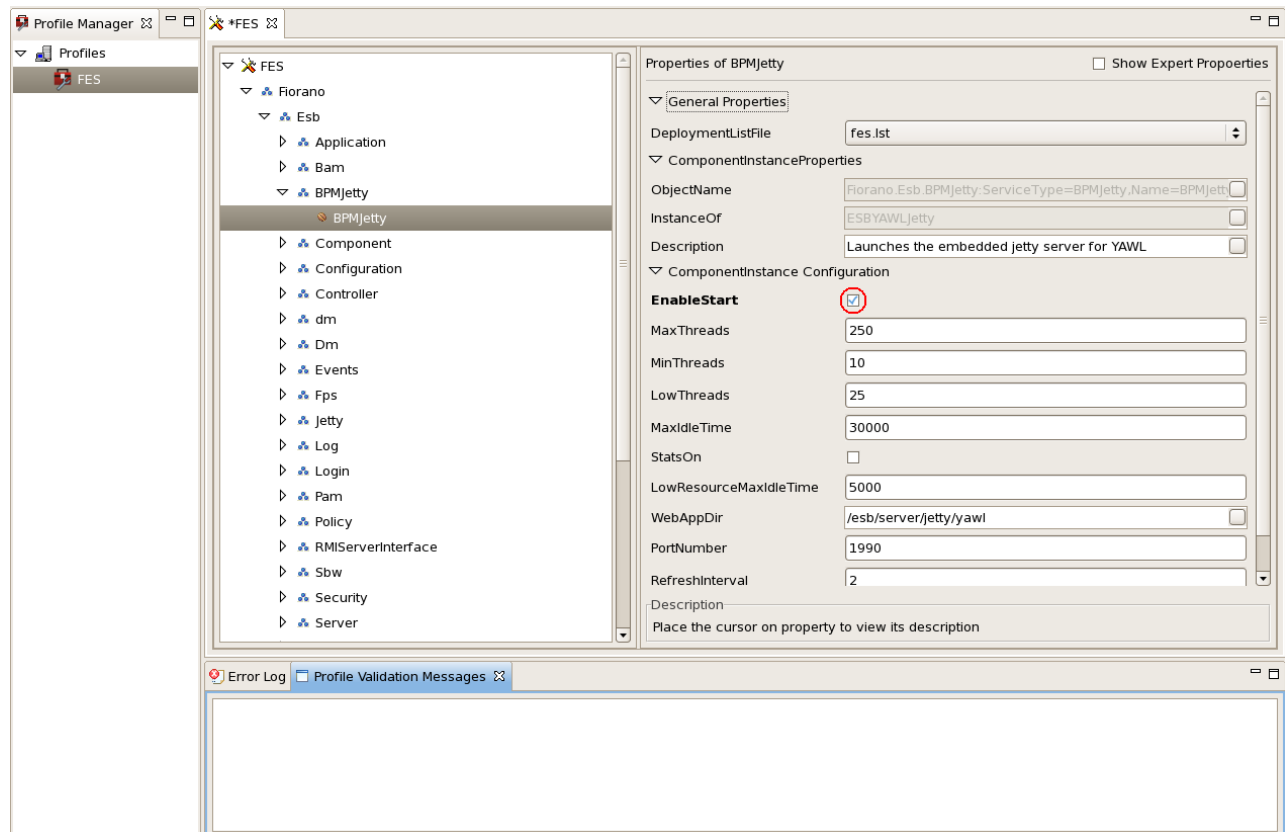 Profile Manager
Profiles
FES
*FES
FES
Fiorano
Esb
Application
Bam
BPMJetty
BPMJetty
Component
Configuration
Controller
dm
Dm
Events
Fps
Jetty
Log
Login
Pam
Policy
RMIServerInterface
Sbw
Security
Server
Properties of BPMJetty
Show Expert Propoerties
General Properties
DeploymentListFile fes.lst
ComponentInstanceProperties
ObjectName Fiorano.Esb.BPMJetty:ServiceType=BPMJetty,Name=BPMJett
InstanceOf ESBYAWLJetty
Description Launches the embedded jetty server for YAWL
ComponentInstance Configuration
EnableStart
MaxThreads 250
MinThreads 10
LowThreads 25
MaxIdleTime 30000
StatsOn
LowResourceMaxIdleTime 5000
WebAppDir /esb/server/jetty/yawl
PortNumber 1990
RefreshInterval 2
Description
Place the cursor on property to view its description
Error Log Profile Validation Messages